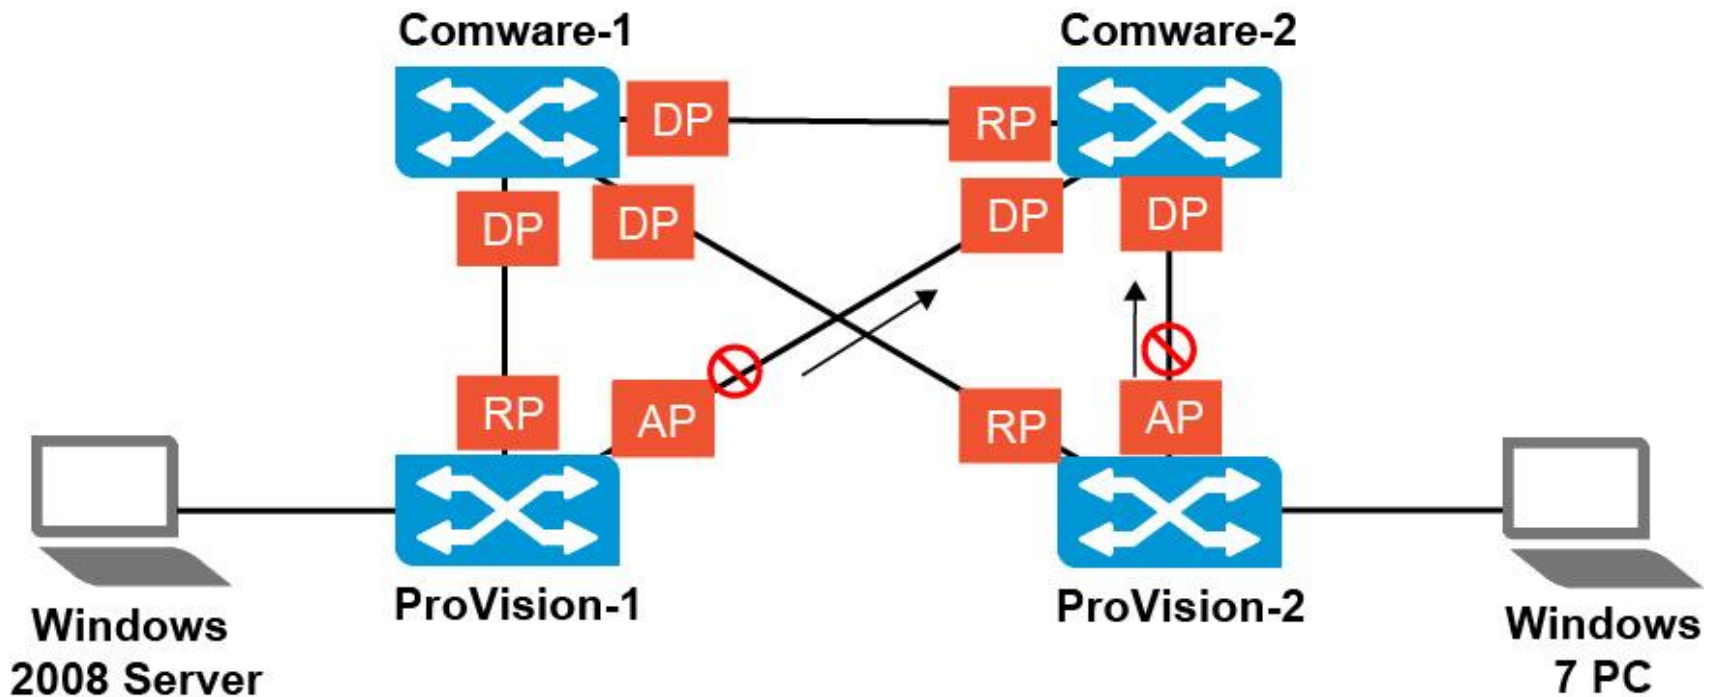 Comware-1
Comware-2
DP
RP
DP
DP
DP
DP
RP
AP
RP
AP
ProVision-1
ProVision-2
Windows
2008 Server
Windows
7 PC